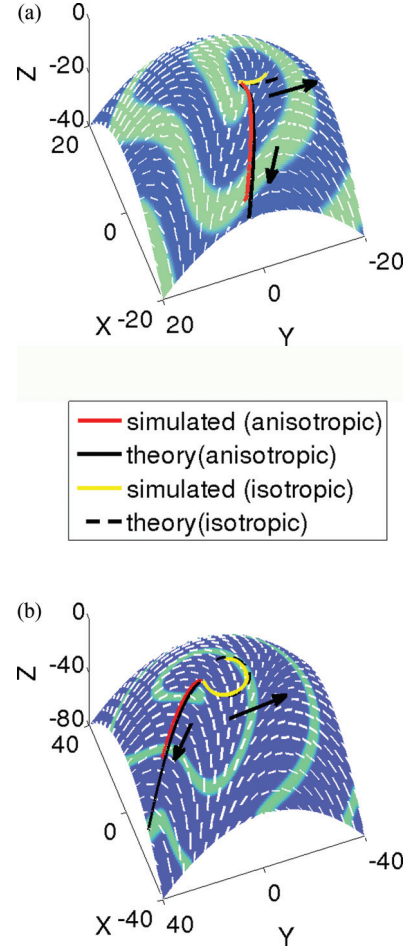 (a)
0
-20
-40
Z
20
0
-20
X
20
0
-20
Y
simulated (anisotropic)
theory(anisotropic)
simulated (isotropic)
theory(isotropic)
(b)
0
-40
-80
Z
40
0
-40
X
40
0
-40
Y